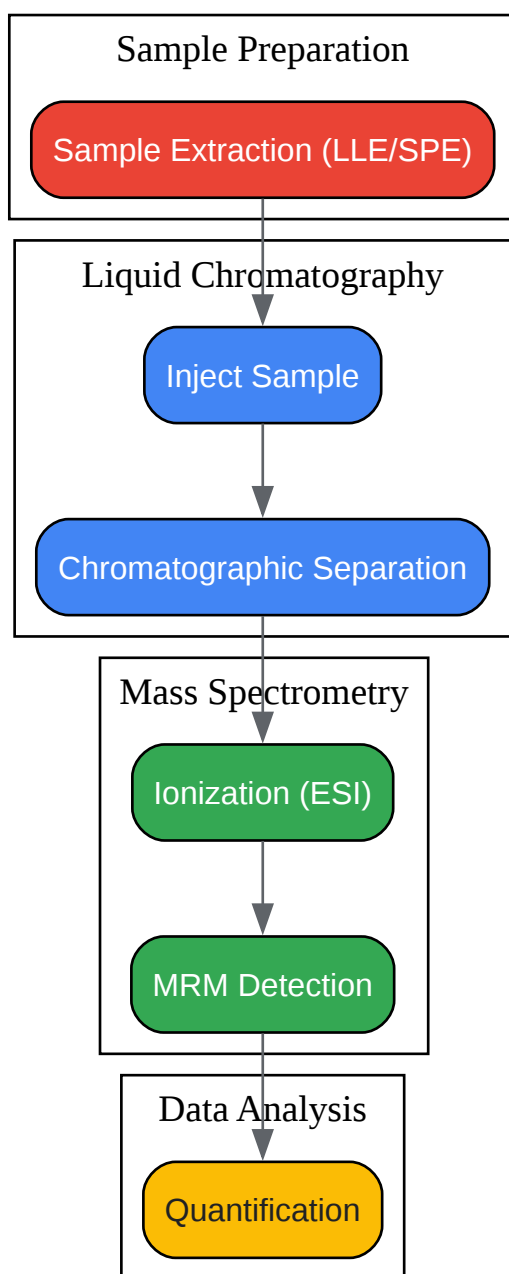 Sample Preparation
Sample Extraction (LLE/SPE)
Liquid Chromatography
Inject Sample
Chromatographic Separation
Mass Spectrometry
Ionization (ESI)
MRM Detection
Data Analysis
Quantification